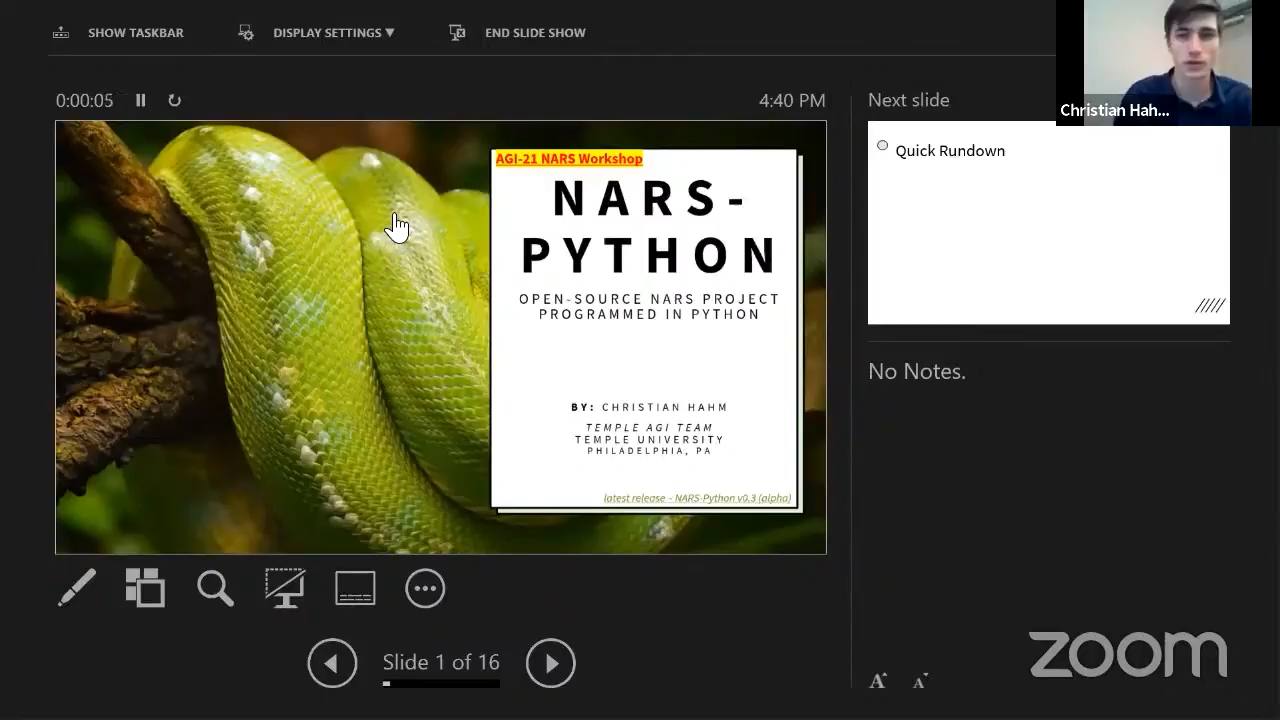 SHOW TASKBAR
DISPLAY SETTINGS ▼
END SLIDE SHOW
Christian Hah...
0:00:05
4:40 PM
Next slide
AGI-21 NARS Workshop
NARS-
PYTHON
OPEN-SOURCE NARS PROJECT
PROGRAMMED IN PYTHON
BY: CHRISTIAN HAHM
TEMPLE AGI TEAM
TEMPLE UNIVERSITY
PHILADELPHIA, PA
latest release - NARS-Python v0.3 (alpha)
Quick Rundown
No Notes.
Slide 1 of 16
A A
zoom